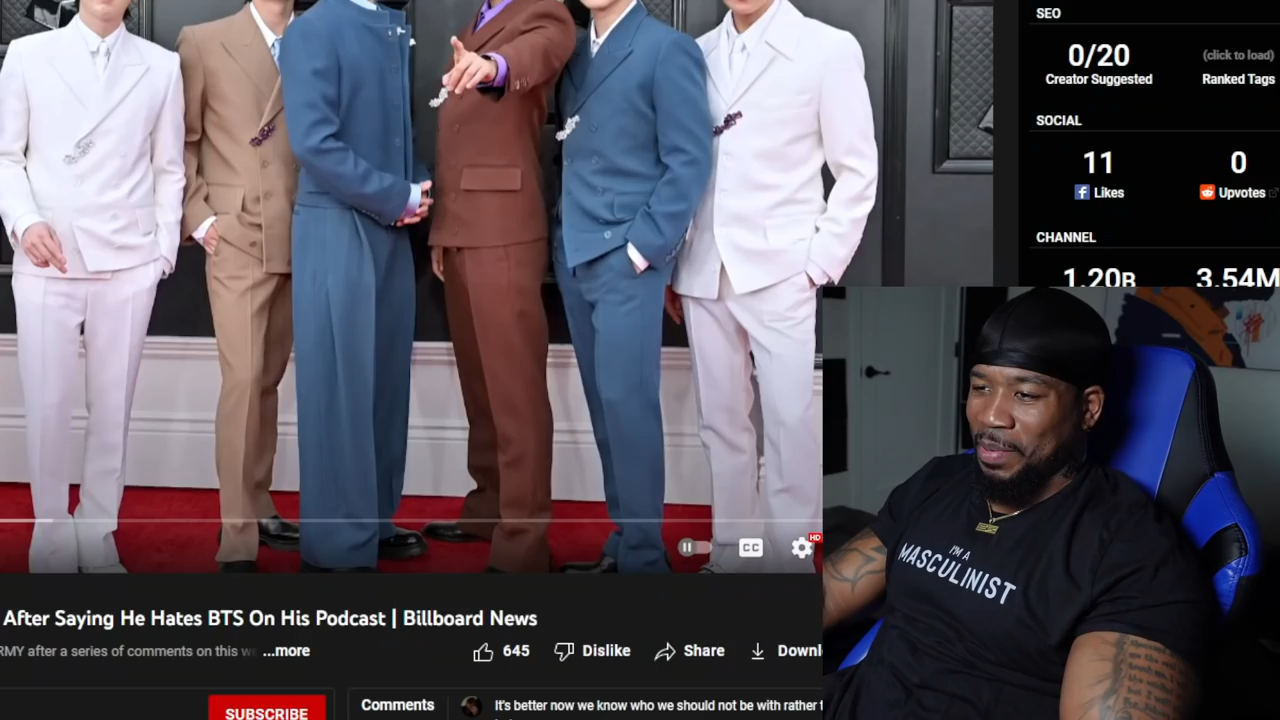 SEO
0/20
Creator Suggested
(click to load)
Ranked Tags
SOCIAL
11
Likes
0
Upvotes
CHANNEL
1.20B
3.54M
I'M A
MASCULINIST
CC
HD
After Saying He Hates BTS On His Podcast | Billboard News
RMY after a series of comments on this w ...more
645
Dislike
Share
Downl
SUBSCRIBE
Comments
It's better now we know who we should not be with rather t